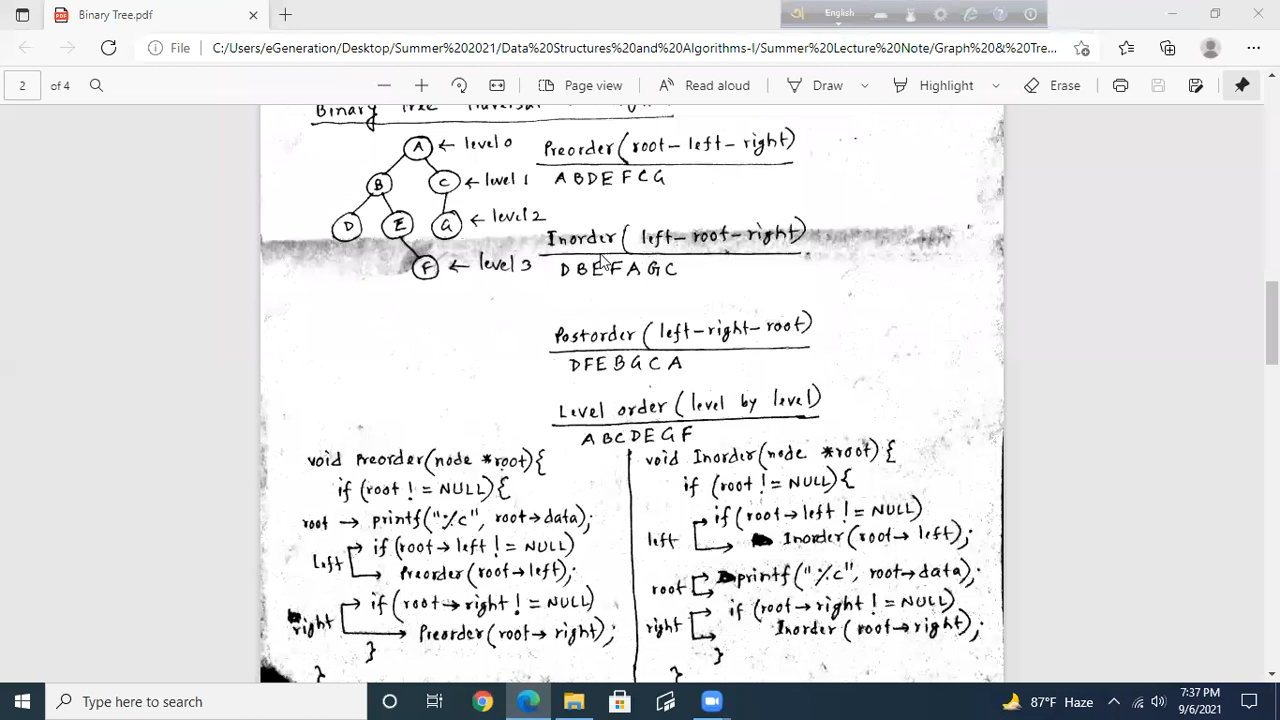 Binary Tree.pdf
English
File
C:/Users/eGeneration/Desktop/Summer%202021/Data%20Structures%20and%20Algorithms-I/Summer%20Lecture%20Note/Graph%20&%20Tre...
2 of 4
Page view
Read aloud
Draw
Highlight
Erase
Binary Tree
A ← level 0
Preorder (root - left - right)
A B D E F C G
B C ← level 1
D E G ← level 2
Inorder ( left - root - right)
D B E F A G C
F ← level 3
Postorder (left - right - root)
D F E B G C A
Level order (level by level)
A B C D E G F
void Preorder(node *root){
if (root != NULL){
root → printf("%c", root→data);
left if (root→left != NULL)
Preorder(root→left);
right if (root→right != NULL)
Preorder(root→right);
}
}
void Inorder(node *root){
if (root != NULL){
left if (root→left != NULL)
Inorder(root→left);
root printf("%c", root→data);
right if (root→right != NULL)
Inorder(root→right);
}
}
Type here to search
87°F Haze
7:37 PM
9/6/2021